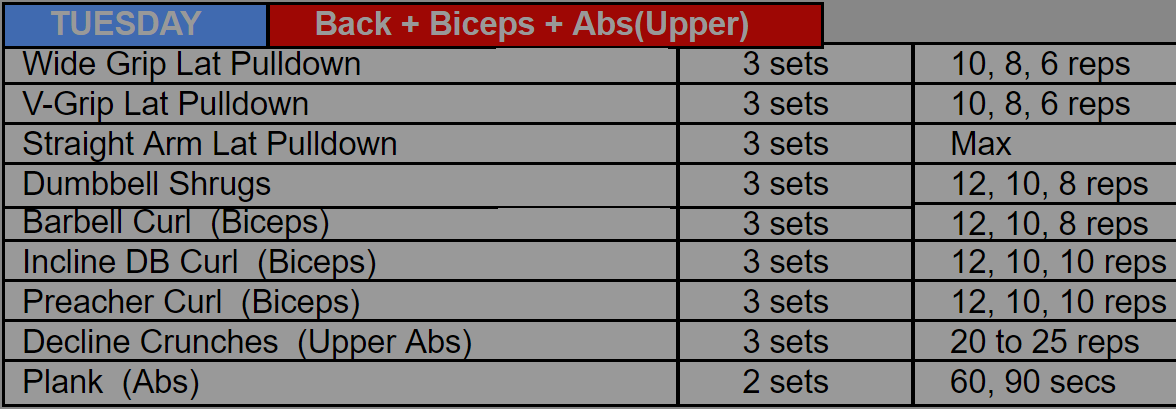 TUESDAY Back + Biceps + Abs(Upper)
Wide Grip Lat Pulldown 3 sets 10, 8, 6 reps
V-Grip Lat Pulldown 3 sets 10, 8, 6 reps
Straight Arm Lat Pulldown 3 sets Max
Dumbbell Shrugs 3 sets 12, 10, 8 reps
Barbell Curl (Biceps) 3 sets 12, 10, 8 reps
Incline DB Curl (Biceps) 3 sets 12, 10, 10 reps
Preacher Curl (Biceps) 3 sets 12, 10, 10 reps
Decline Crunches (Upper Abs) 3 sets 20 to 25 reps
Plank (Abs) 2 sets 60, 90 secs